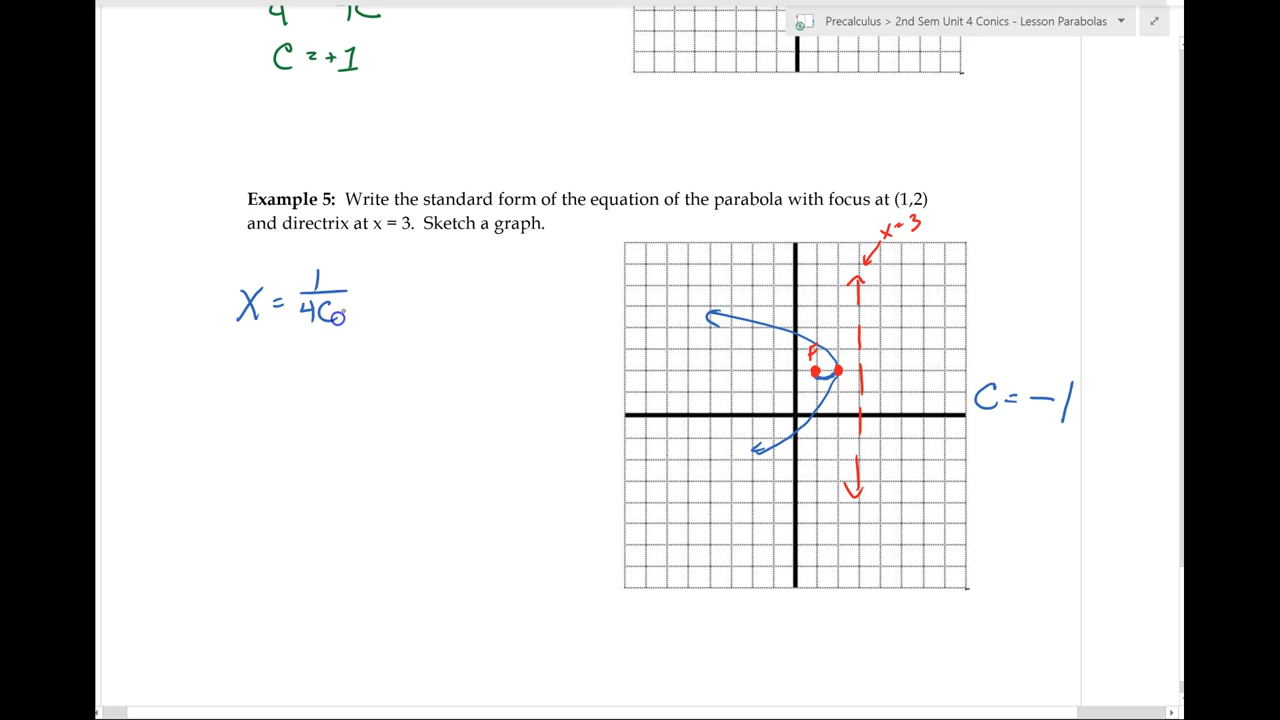 C = +1
Precalculus > 2nd Sem Unit 4 Conics - Lesson Parabolas
Example 5: Write the standard form of the equation of the parabola with focus at (1,2)
and directrix at x = 3. Sketch a graph.
x = 3
X = 1/4C
F
C = -1